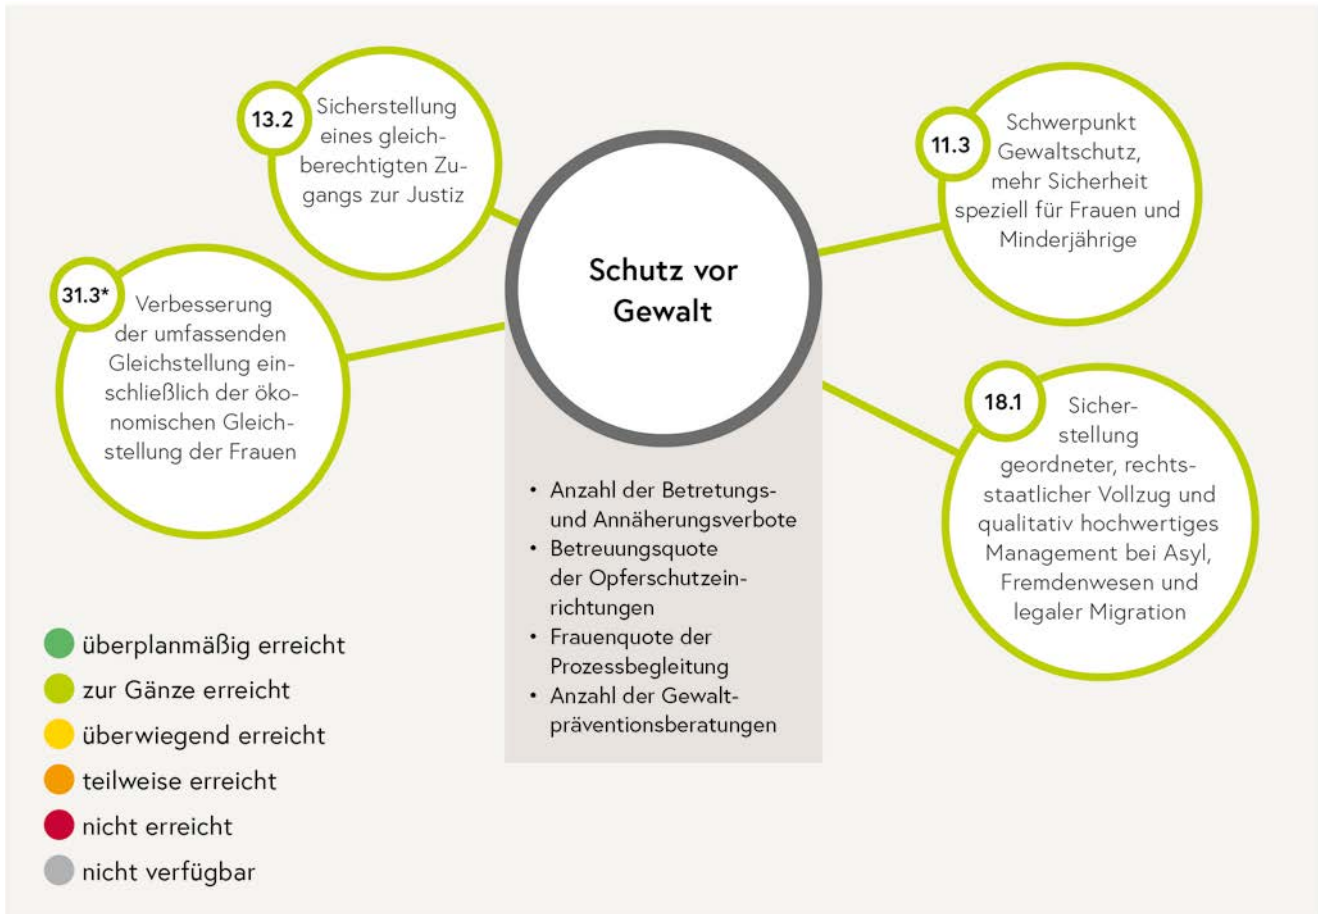 13.2
Sicherstellung
eines gleich-
berechtigten Zu-
gangs zur Justiz
31.3*
Verbesserung
der umfassenden
Gleichstellung ein-
schließlich der öko-
nomischen Gleich-
stellung der Frauen
Schutz vor
Gewalt
• Anzahl der Betretungs-
und Annäherungsverbote
• Betreuungsquote
der Opferschutzein-
richtungen
• Frauenquote der
Prozessbegleitung
• Anzahl der Gewalt-
präventionsberatungen
11.3
Schwerpunkt
Gewaltschutz,
mehr Sicherheit
speziell für Frauen und
Minderjährige
18.1
Sicher-
stellung
geordneter, rechts-
staatlicher Vollzug und
qualitativ hochwertiges
Management bei Asyl,
Fremdenwesen und
legaler Migration
überplanmäßig erreicht
zur Gänze erreicht
überwiegend erreicht
teilweise erreicht
nicht erreicht
nicht verfügbar